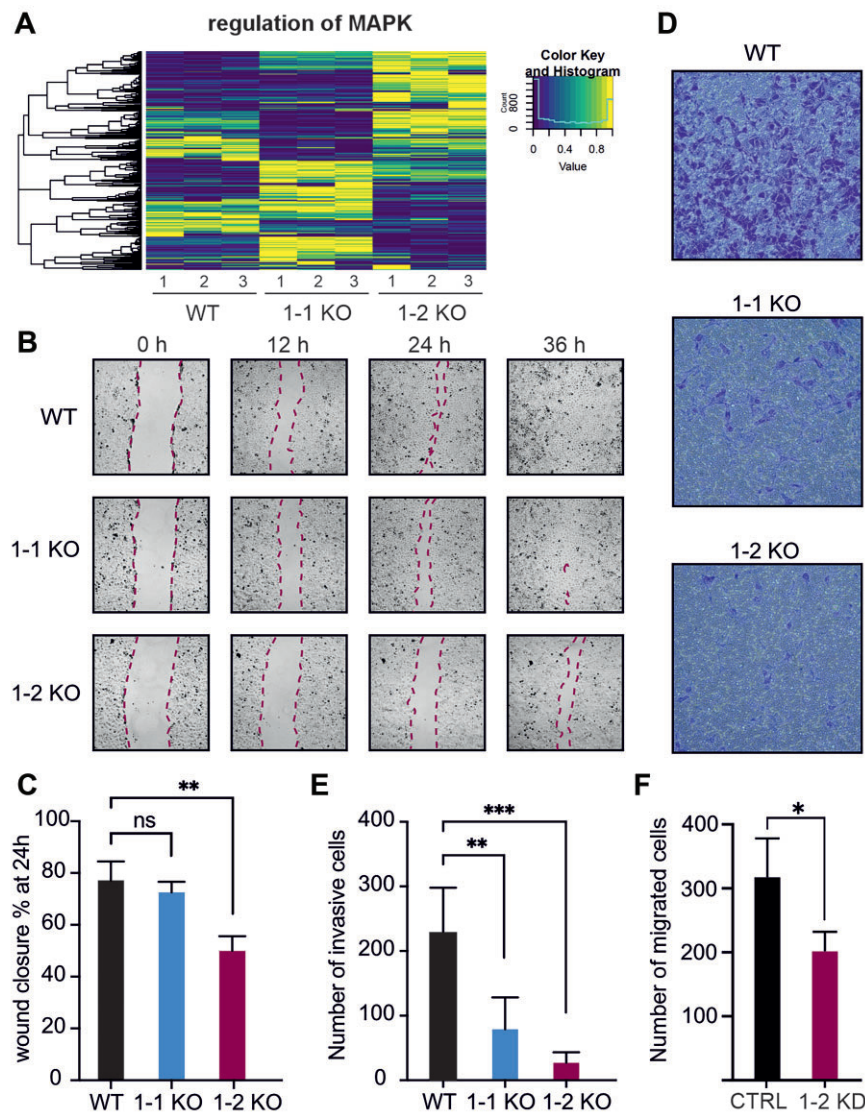 A
regulation of MAPK
Color Key
and Histogram
Count
0 800
0 0.4 0.8
Value
1 2 3 1 2 3 1 2 3
WT 1-1 KO 1-2 KO
B
0 h 12 h 24 h 36 h
WT
1-1 KO
1-2 KO
C
wound closure % at 24h
100
80
60
40
20
0
ns
**
WT 1-1 KO 1-2 KO
D
WT
1-1 KO
1-2 KO
E
Number of invasive cells
400
300
200
100
0
**
***
WT 1-1 KO 1-2 KO
F
Number of migrated cells
400
300
200
100
*
CTRL 1-2 KD